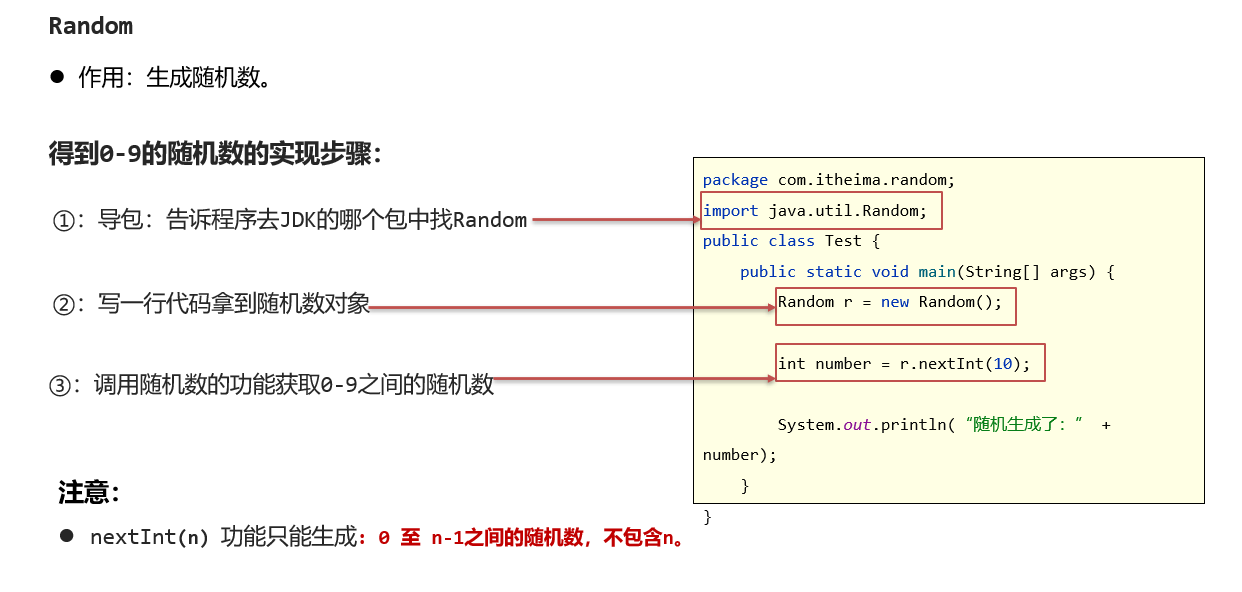 Random
● 作用：生成随机数。
得到0-9的随机数的实现步骤：
①：导包：告诉程序去JDK的哪个包中找Random
②：写一行代码拿到随机数对象
③：调用随机数的功能获取0-9之间的随机数
package com.itheima.random;
import java.util.Random;
public class Test {
    public static void main(String[] args) {
        Random r = new Random();
        int number = r.nextInt(10);
        System.out.println( “随机生成了：” +
number);
    }
}
注意：
● nextInt(n) 功能只能生成：0 至 n-1之间的随机数，不包含n。